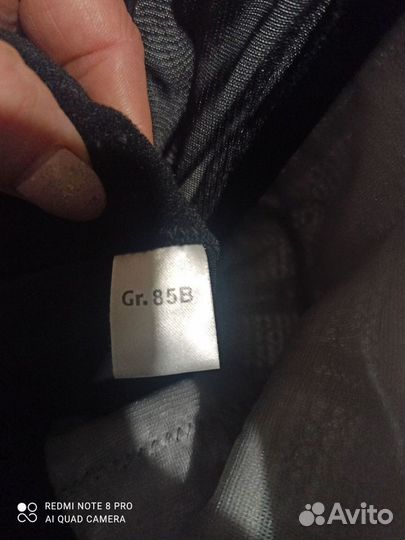 Gr. 85B
REDMI NOTE 8 PRO
AI QUAD CAMERA
Avito